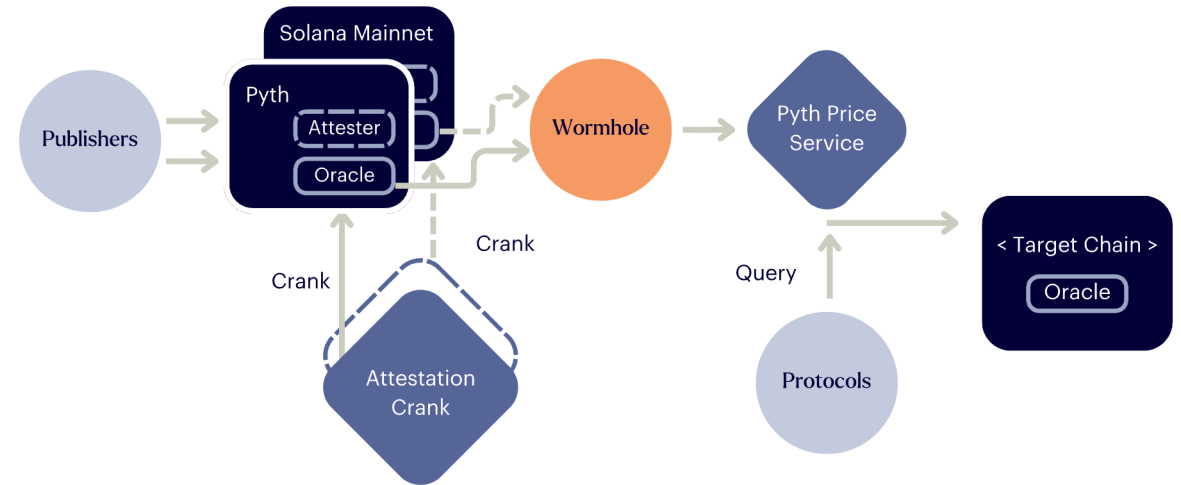 Solana Mainnet
Pyth
Attester
Oracle
Publishers
Wormhole
Pyth Price
Service
Crank
Crank
Attestation
Crank
Query
Protocols
< Target Chain >
Oracle